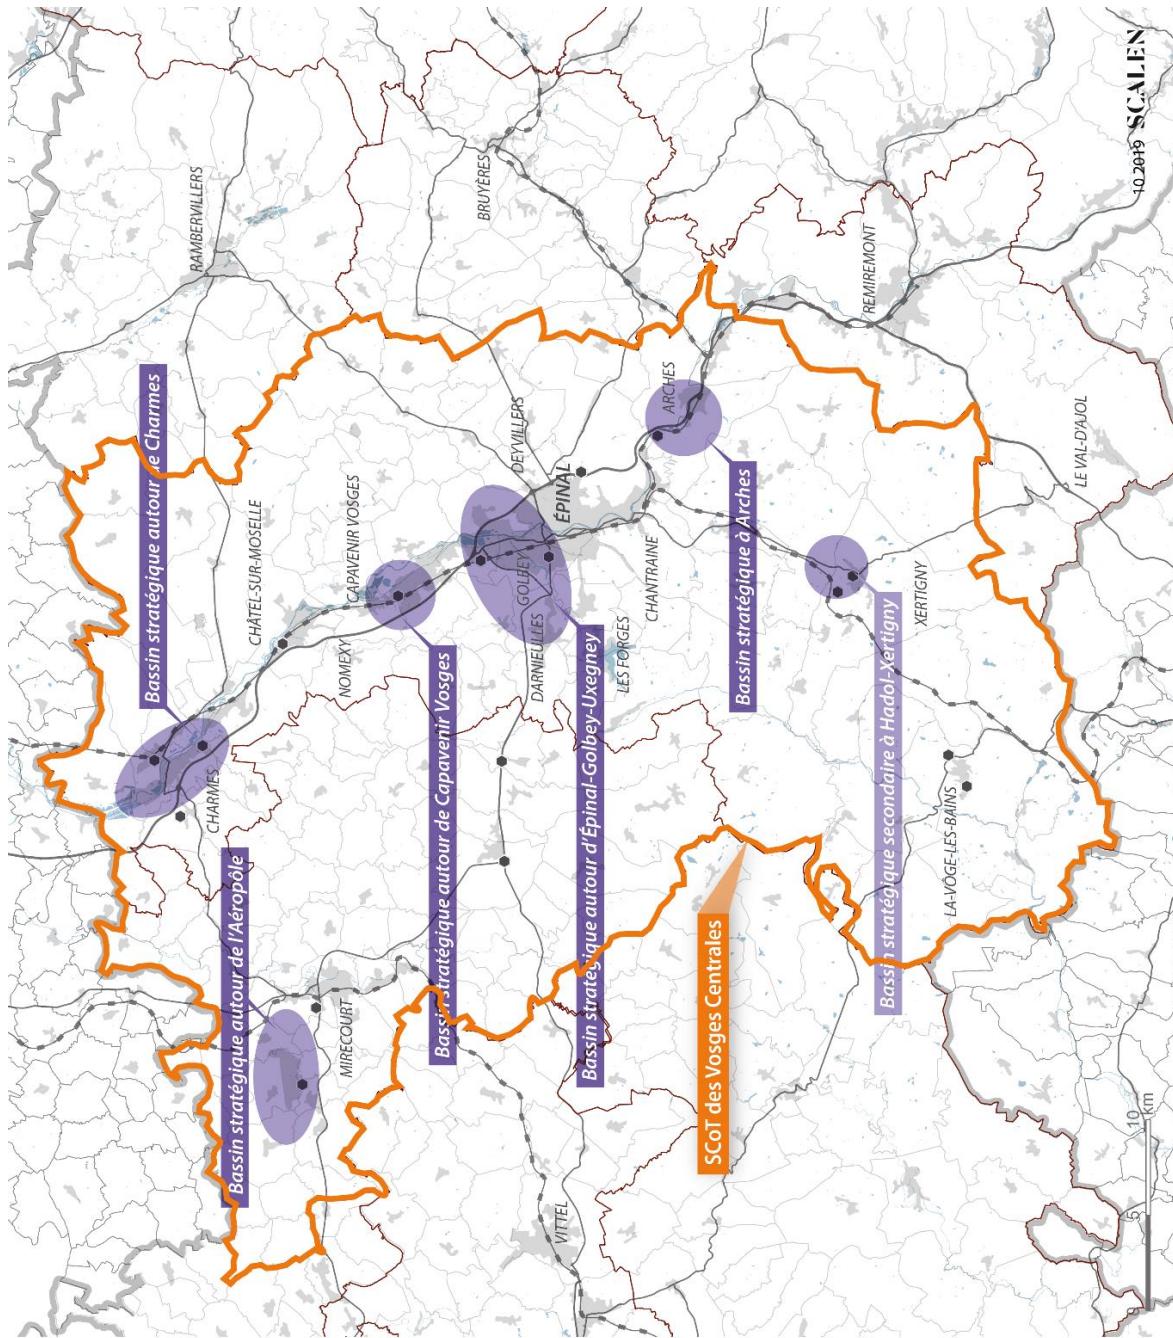 Bassin stratégique autour de Charmes
RAMBERVILLERS
CHARMES
Bassin stratégique autour de l'Aéropôle
CHÂTEL-SUR-MOSELLE
MIRECOURT
NOMEXY
CAPAVENIR VOSGES
Bassin stratégique autour de Capavenir Vosges
BRUYÈRES
DEYVILLERS
GOLBEY
DARNIEULLES
VITTEL
ÉPINAL
Bassin stratégique autour d'Épinal-Golbey-Uxegney
LES FORGES
CHANTRAINE
ARCHES
SCoT des Vosges Centrales
Bassin stratégique à Arches
REMIREMONT
Bassin stratégique secondaire à Hadol-Xertigny
XERTIGNY
LA-VÔGE-LES-BAINS
LE VAL-D'AJOL
0 5 10
km
10.2019 SCALEN